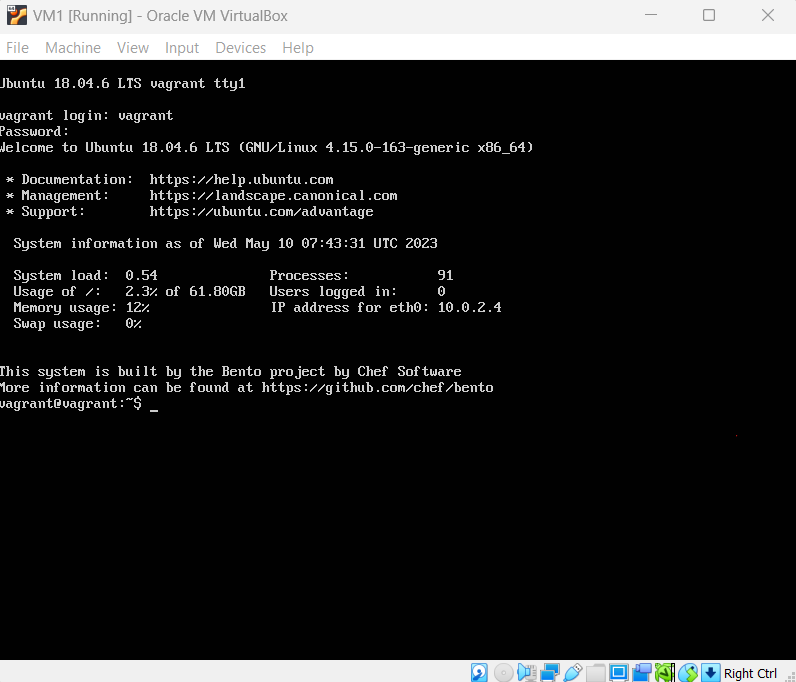 VM1 [Running] - Oracle VM VirtualBox
File Machine View Input Devices Help
Ubuntu 18.04.6 LTS vagrant tty1
vagrant login: vagrant
Password:
Welcome to Ubuntu 18.04.6 LTS (GNU/Linux 4.15.0-163-generic x86_64)
* Documentation: https://help.ubuntu.com
* Management: https://landscape.canonical.com
* Support: https://ubuntu.com/advantage
System information as of Wed May 10 07:43:31 UTC 2023
System load: 0.54 Processes: 91
Usage of /: 2.3% of 61.80GB Users logged in: 0
Memory usage: 12% IP address for eth0: 10.0.2.4
Swap usage: 0%
This system is built by the Bento project by Chef Software
More information can be found at https://github.com/chef/bento
vagrant@vagrant:~$ _
Right Ctrl